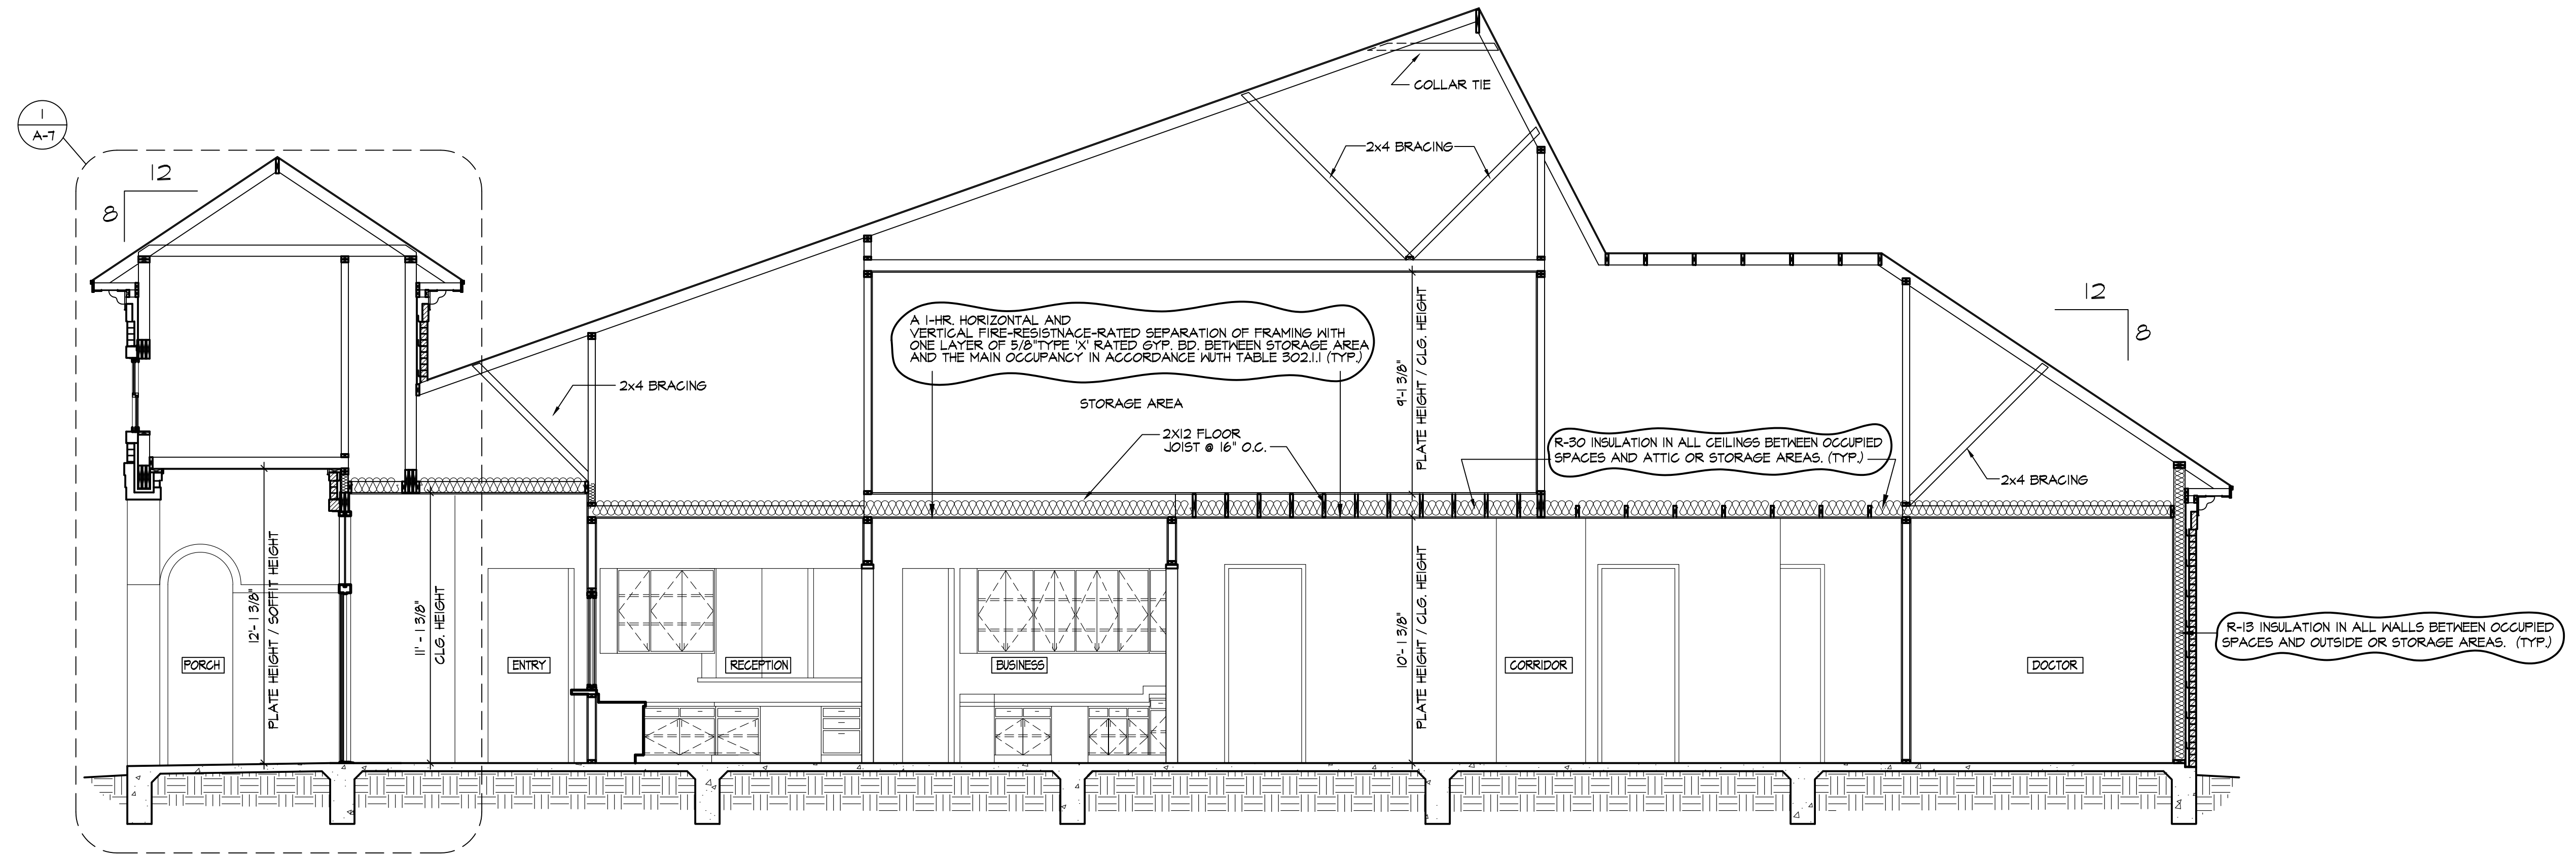 COLLAR TIE
1
A-7
2x4 BRACING
12
8
12
8
A 1-HR. HORIZONTAL AND
VERTICAL FIRE-RESISTNACE-RATED SEPARATION OF FRAMING WITH
ONE LAYER OF 5/8"TYPE 'X' RATED GYP. BD. BETWEEN STORAGE AREA
AND THE MAIN OCCUPANCY IN ACCORDANCE WUTH TABLE 302.1.1 (TYP.)
9'-1 3/8"
PLATE HEIGHT / CLG. HEIGHT
2x4 BRACING
STORAGE AREA
2X12 FLOOR
JOIST @ 16" O.C.
R-30 INSULATION IN ALL CEILINGS BETWEEN OCCUPIED
SPACES AND ATTIC OR STORAGE AREAS. (TYP.)
2x4 BRACING
12'-1 3/8"
PLATE HEIGHT / SOFFIT HEIGHT
11' - 1 3/8"
CLG. HEIGHT
10'-1 3/8"
PLATE HEIGHT / CLG. HEIGHT
R-13 INSULATION IN ALL WALLS BETWEEN OCCUPIED
SPACES AND OUTSIDE OR STORAGE AREAS. (TYP.)
PORCH
ENTRY
RECEPTION
BUSINESS
CORRIDOR
DOCTOR